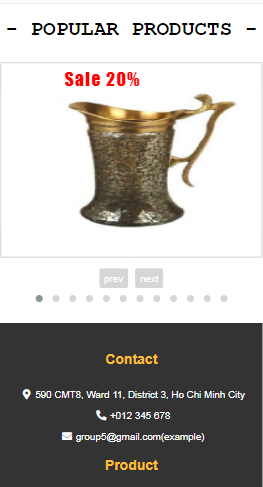 - POPULAR PRODUCTS -
Sale 20%
prev next
Contact
590 CMT8, Ward 11, District 3, Ho Chi Minh City
+012 345 678
group5@gmail.com(example)
Product